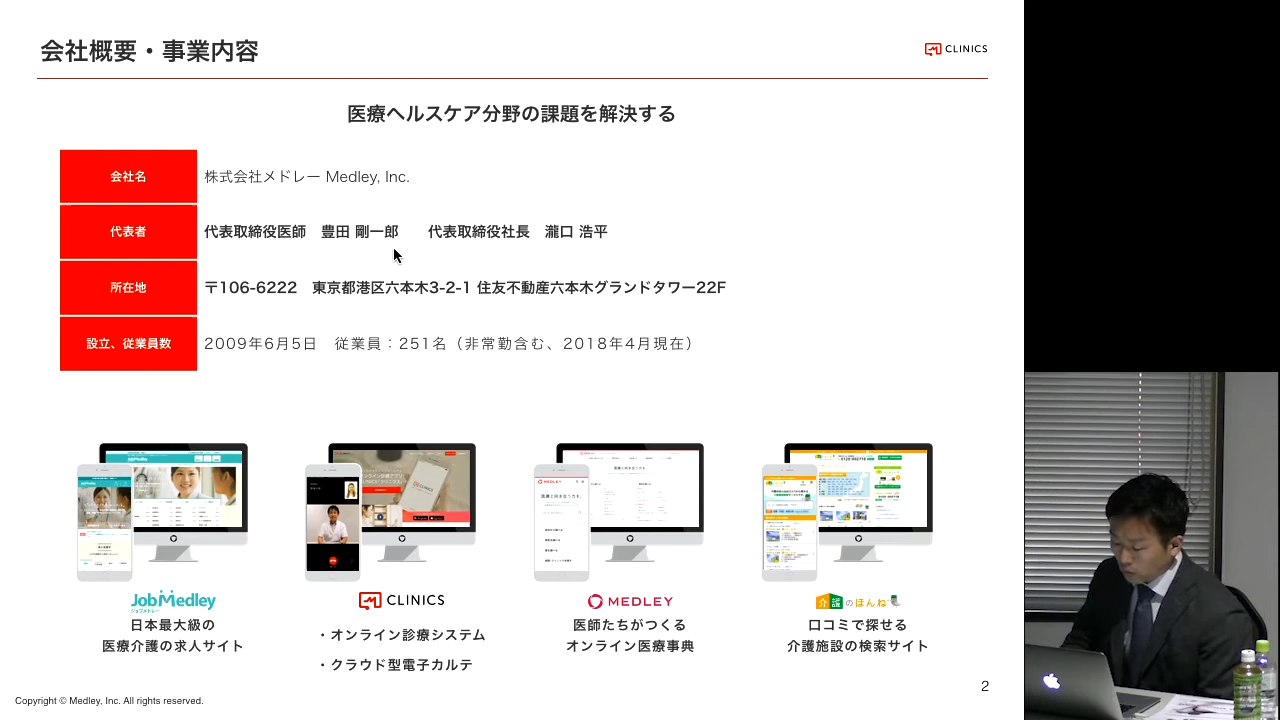 会社概要・事業内容
CLINICS
医療ヘルスケア分野の課題を解決する
会社名 株式会社メドレー Medley, Inc.
代表者 代表取締役医師 豊田 剛一郎 代表取締役社長 瀧口 浩平
所在地 〒106-6222 東京都港区六本木3-2-1 住友不動産六本木グランドタワー22F
設立、従業員数 2009年6月5日 従業員：251名（非常勤含む、2018年4月現在）
JobMedley
ジョブメドレー
日本最大級の
医療介護の求人サイト
CLINICS
・オンライン診療システム
・クラウド型電子カルテ
MEDLEY
医師たちがつくる
オンライン医療事典
介護のほんね
口コミで探せる
介護施設の検索サイト
2
Copyright © Medley, Inc. All rights reserved.